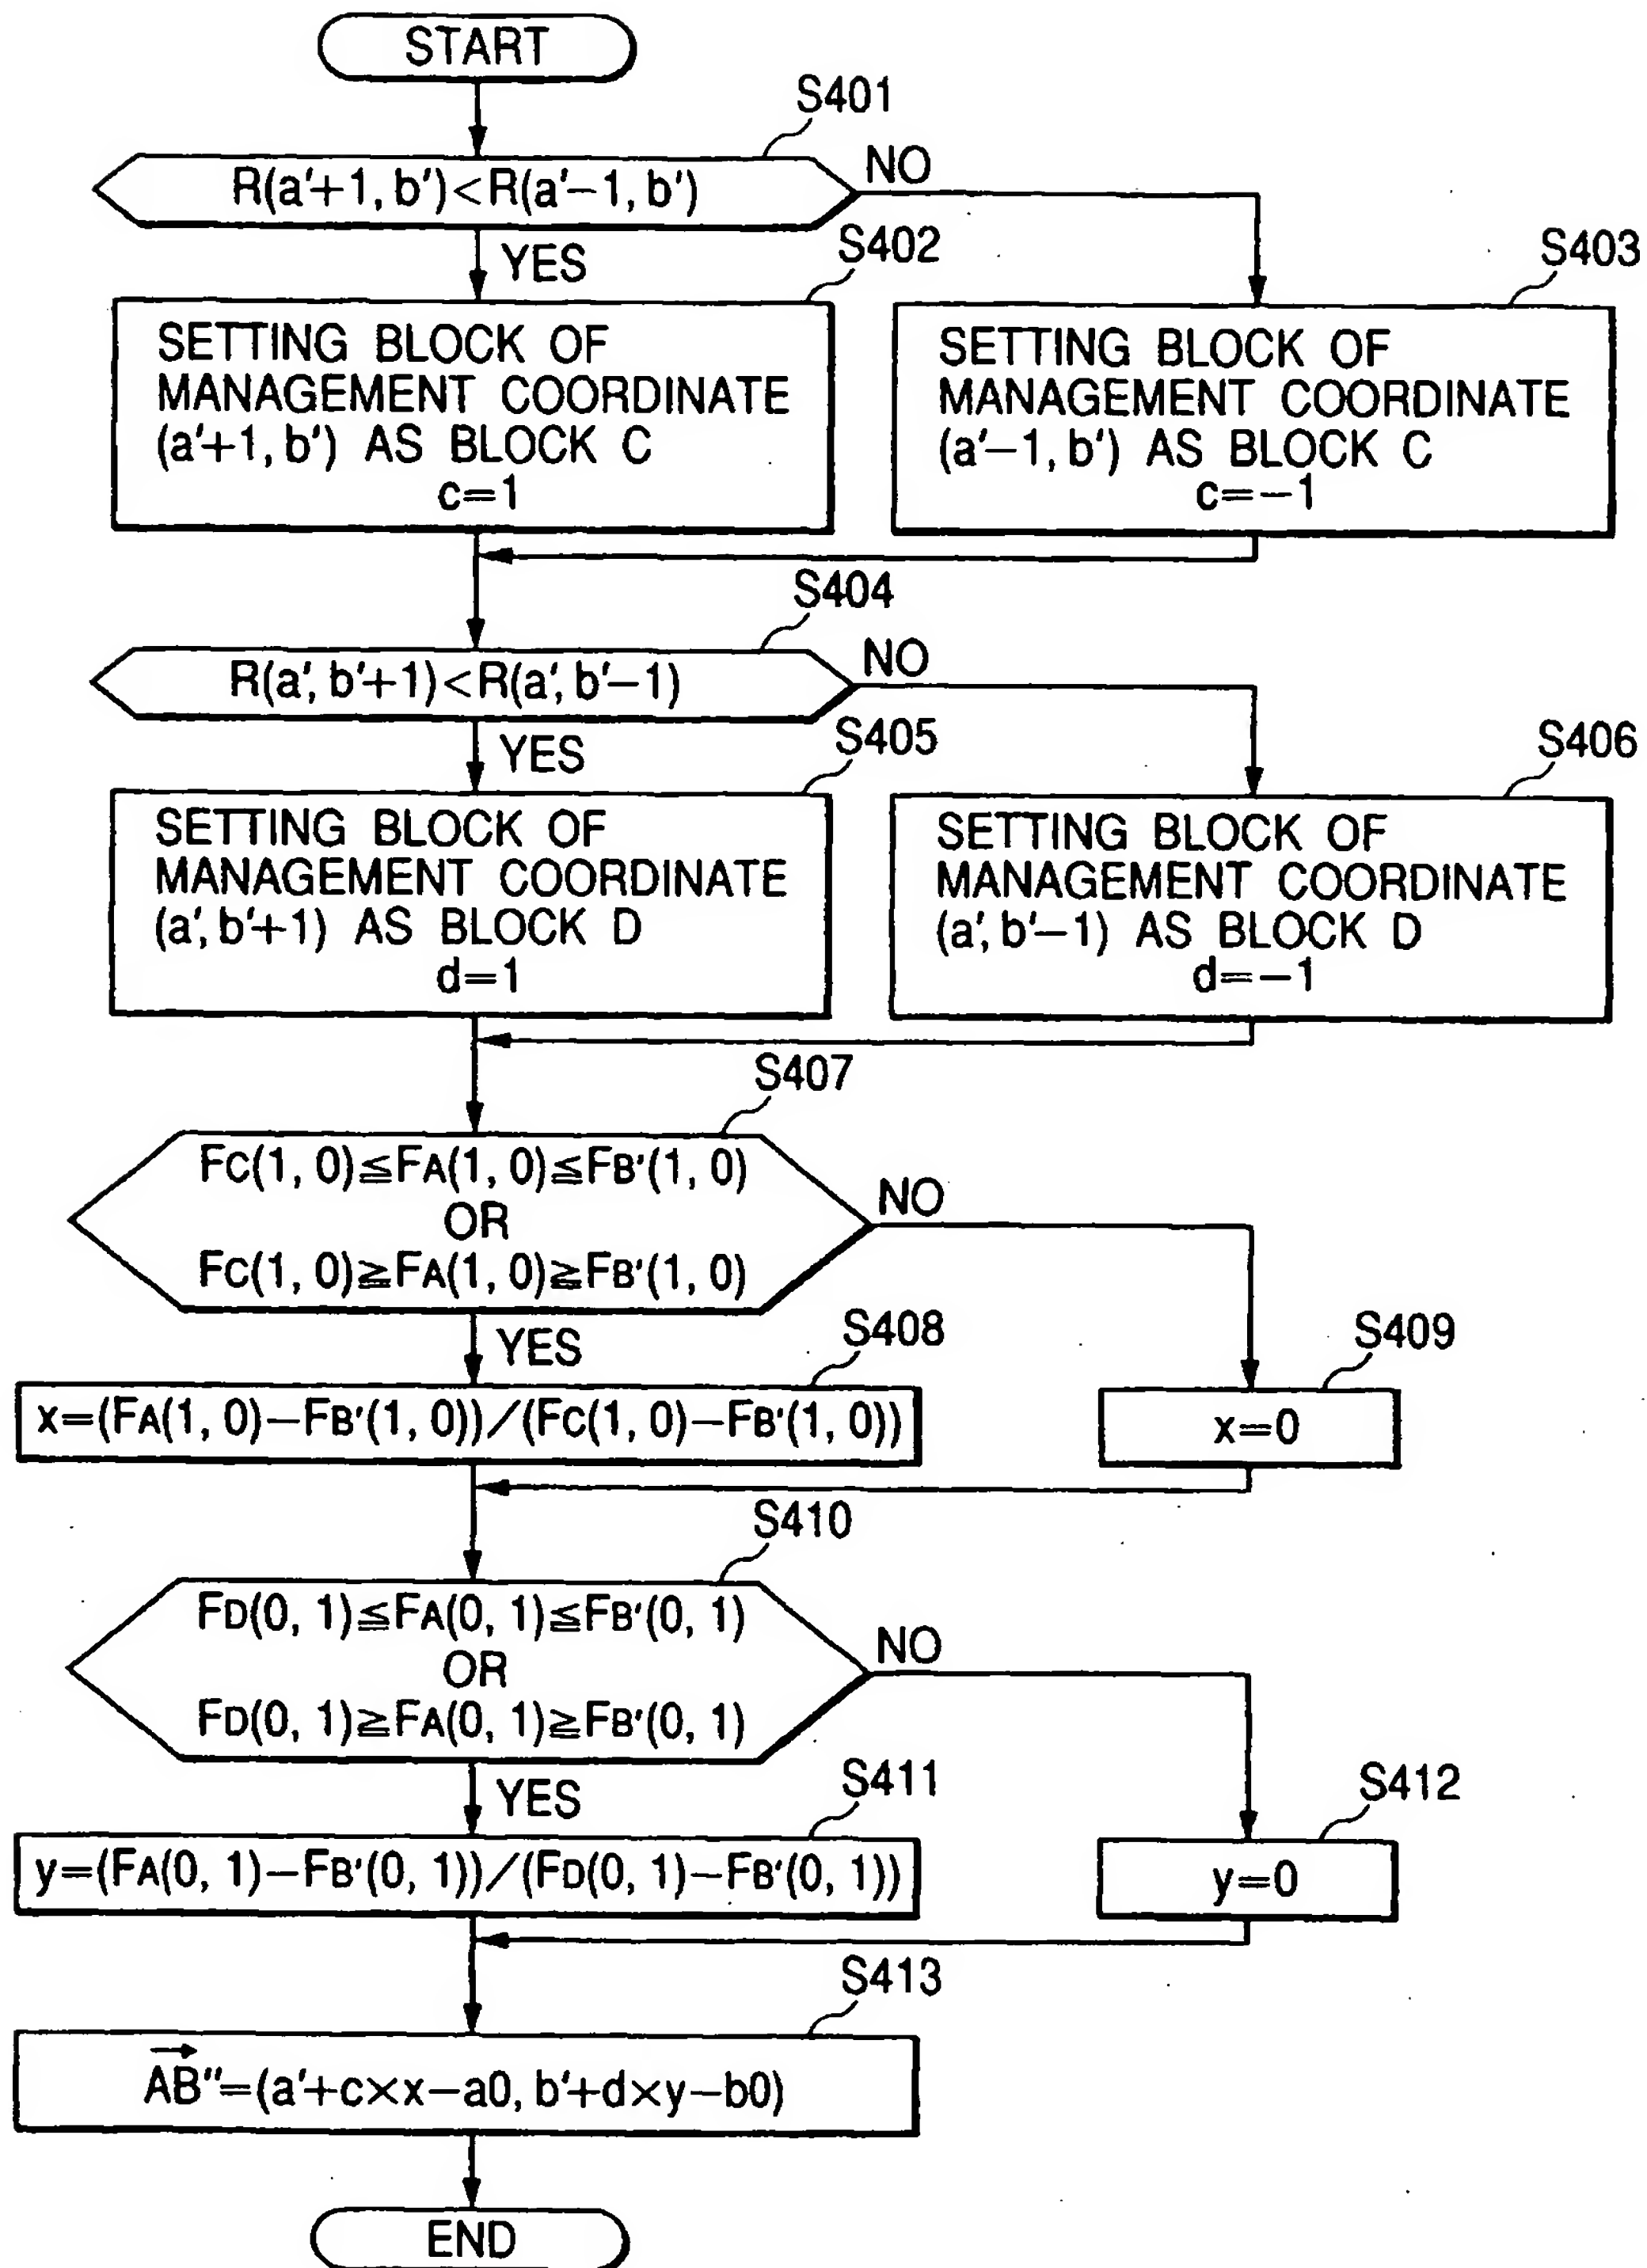 START
S401
R(a'+1, b')<R(a'−1, b')
NO
YES
S402
SETTING BLOCK OF
MANAGEMENT COORDINATE
(a'+1, b') AS BLOCK C
c=1
S403
SETTING BLOCK OF
MANAGEMENT COORDINATE
(a'−1, b') AS BLOCK C
c=−1
S404
R(a', b'+1)<R(a', b'−1)
NO
YES
S405
SETTING BLOCK OF
MANAGEMENT COORDINATE
(a', b'+1) AS BLOCK D
d=1
S406
SETTING BLOCK OF
MANAGEMENT COORDINATE
(a', b'−1) AS BLOCK D
d=−1
S407
FC(1, 0)≦FA(1, 0)≦FB'(1, 0)
OR
FC(1, 0)≧FA(1, 0)≧FB'(1, 0)
NO
YES
S408
x=(FA(1, 0)−FB'(1, 0))/(FC(1, 0)−FB'(1, 0))
S409
x=0
S410
FD(0, 1)≦FA(0, 1)≦FB'(0, 1)
OR
FD(0, 1)≧FA(0, 1)≧FB'(0, 1)
NO
YES
S411
y=(FA(0, 1)−FB'(0, 1))/(FD(0, 1)−FB'(0, 1))
S412
y=0
S413
AB"=(a'+c×x−a0, b'+d×y−b0)
END